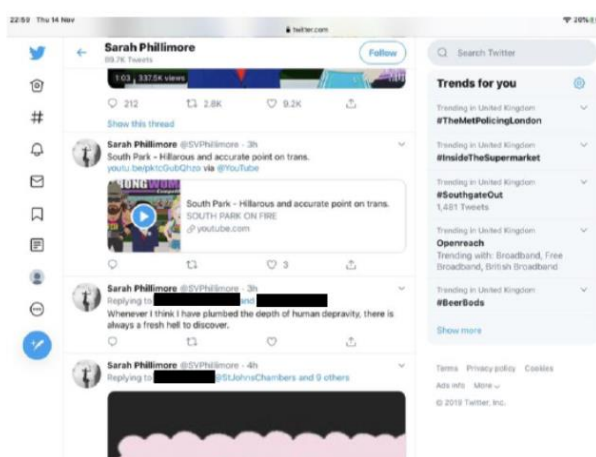 22:50 Thu 14 Nov
twitter.com
20%
Sarah Phillimore
89.7K Tweets
Follow
Search Twitter
1:03 337.5K views
212 2.8K 9.2K
Show this thread
Sarah Phillimore @SVPhillimore · 3h
South Park - Hillarous and accurate point on trans.
via @YouTube
South Park - Hillarous and accurate point on trans.
SOUTH PARK ON FIRE
youtube.com
3
Sarah Phillimore @SVPhillimore · 3h
Replying to and
Whenever I think I have plumbed the depth of human depravity, there is
always a fresh hell to discover.
Sarah Phillimore @SVPhillimore · 4h
Replying to @StJohnsChambers and 9 others
Trends for you
Trending in United Kingdom
#TheMetPolicingLondon
Trending in United Kingdom
#InsideTheSupermarket
Trending in United Kingdom
#SouthgateOut
1,481 Tweets
Trending in United Kingdom
Openreach
Trending with: Broadband, Free
Broadband, British Broadband
Trending in United Kingdom
#BeerBods
Show more
Terms Privacy policy Cookies
Ads info More
© 2019 Twitter, Inc.